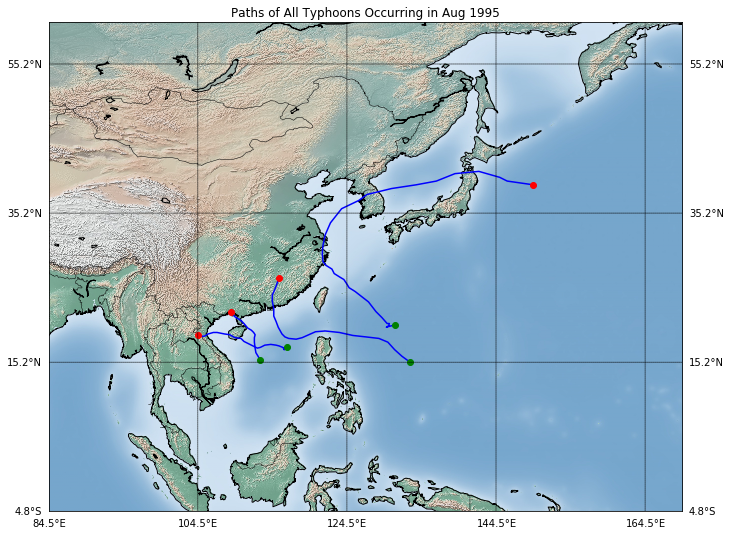 Paths of All Typhoons Occurring in Aug 1995
55.2°N 55.2°N
35.2°N 35.2°N
15.2°N 15.2°N
4.8°S 4.8°S
84.5°E 104.5°E 124.5°E 144.5°E 164.5°E